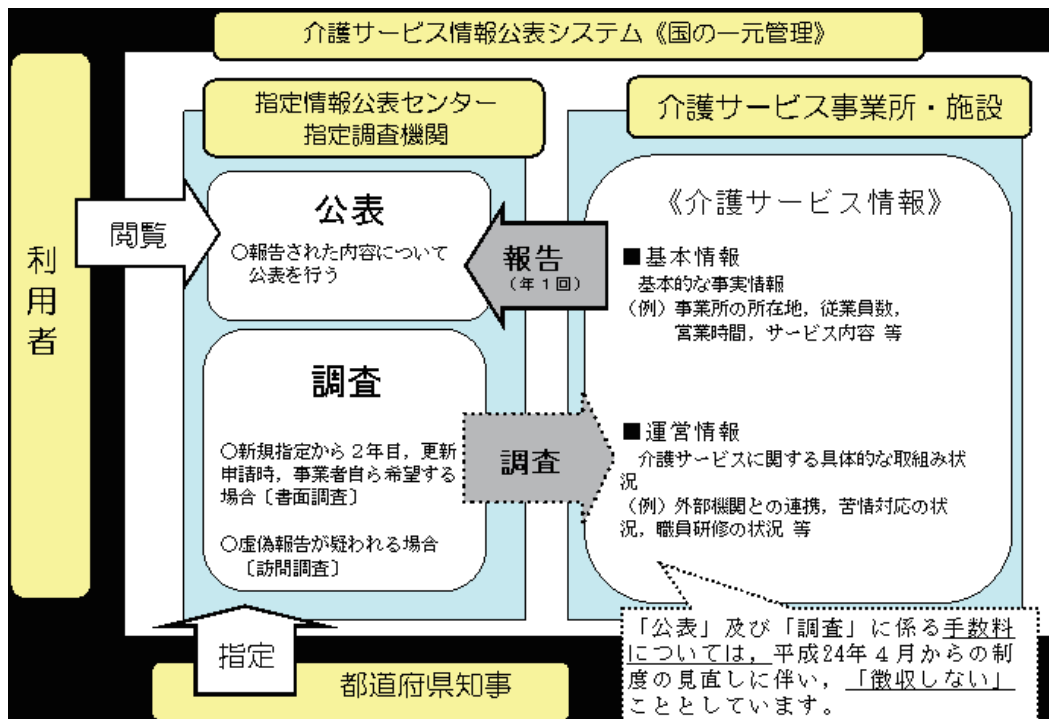 介護サービス情報公表システム《国の一元管理》
利用者
指定情報公表センター
指定調査機関
介護サービス事業所・施設
閲覧
公表
○報告された内容について
公表を行う
報告
（年１回）
《介護サービス情報》
■基本情報
基本的な事実情報
（例）事業所の所在地，従業員数，
営業時間，サービス内容 等
調査
○新規指定から２年目，更新
申請時，事業者自ら希望する
場合〔書面調査〕
○虚偽報告が疑われる場合
〔訪問調査〕
調査
■運営情報
介護サービスに関する具体的な取組み状
況
（例）外部機関との連携，苦情対応の状
況，職員研修の状況 等
指定
都道府県知事
「公表」及び「調査」に係る手数料
については，平成24年４月からの制
度の見直しに伴い，「徴収しない」
こととしています。